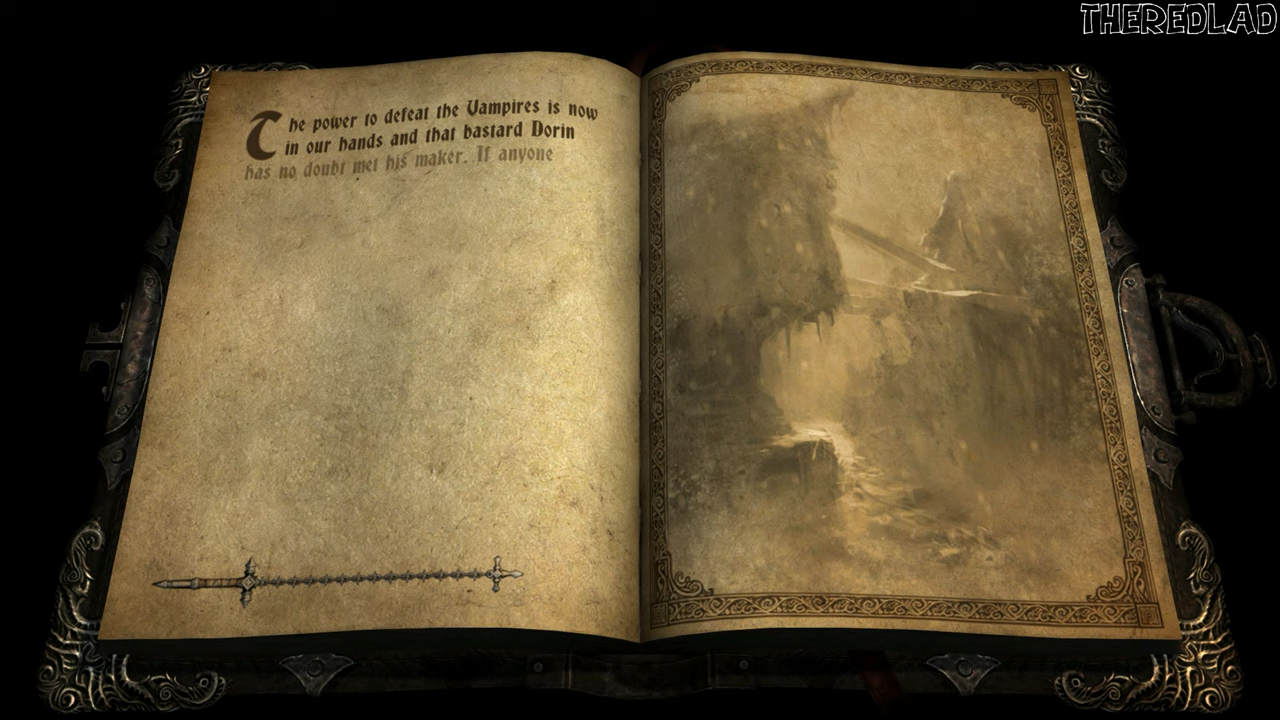 THEREDLAD
The power to defeat the Vampires is now
in our hands and that bastard Dorin
has no doubt met his maker. If anyone